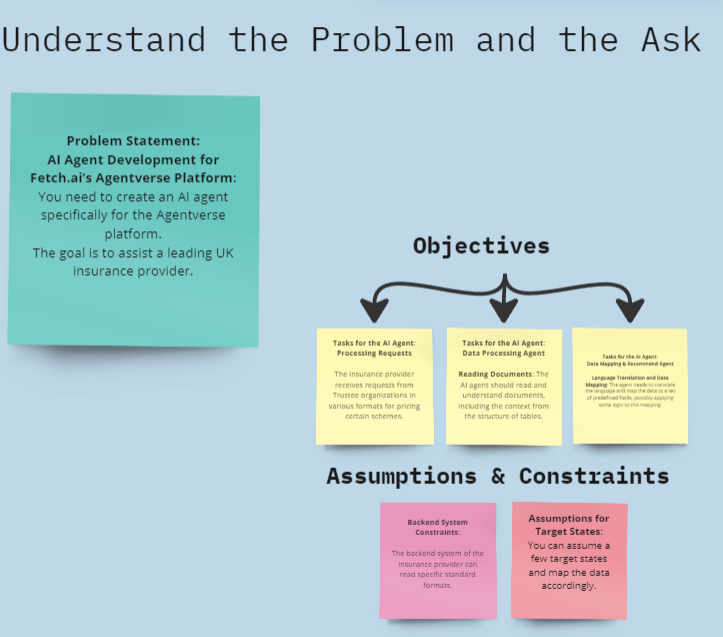 Understand the Problem and the Ask
Problem Statement:
AI Agent Development for
Fetch.ai's Agentverse Platform:
You need to create an AI agent
specifically for the Agentverse
platform.
The goal is to assist a leading UK
insurance provider.
Objectives
Tasks for the AI Agent:
Processing Requests
The insurance provider
receives requests from
Trustee organizations in
various formats for pricing
certain schemes.
Tasks for the AI Agent:
Data Processing Agent
Reading Documents: The
AI agent should read and
understand documents,
including the context from
the structure of tables.
Tasks for the AI Agent:
Data Mapping & Recommend Agent
Language Translation and Data
Mapping: The agent needs to translate
the language and map the data to a set
of predefined fields, possibly applying
some logic to this mapping.
Assumptions & Constraints
Backend System
Constraints:
The backend system of the
insurance provider can
read specific standard
formats.
Assumptions for
Target States:
You can assume a
few target states
and map the data
accordingly.